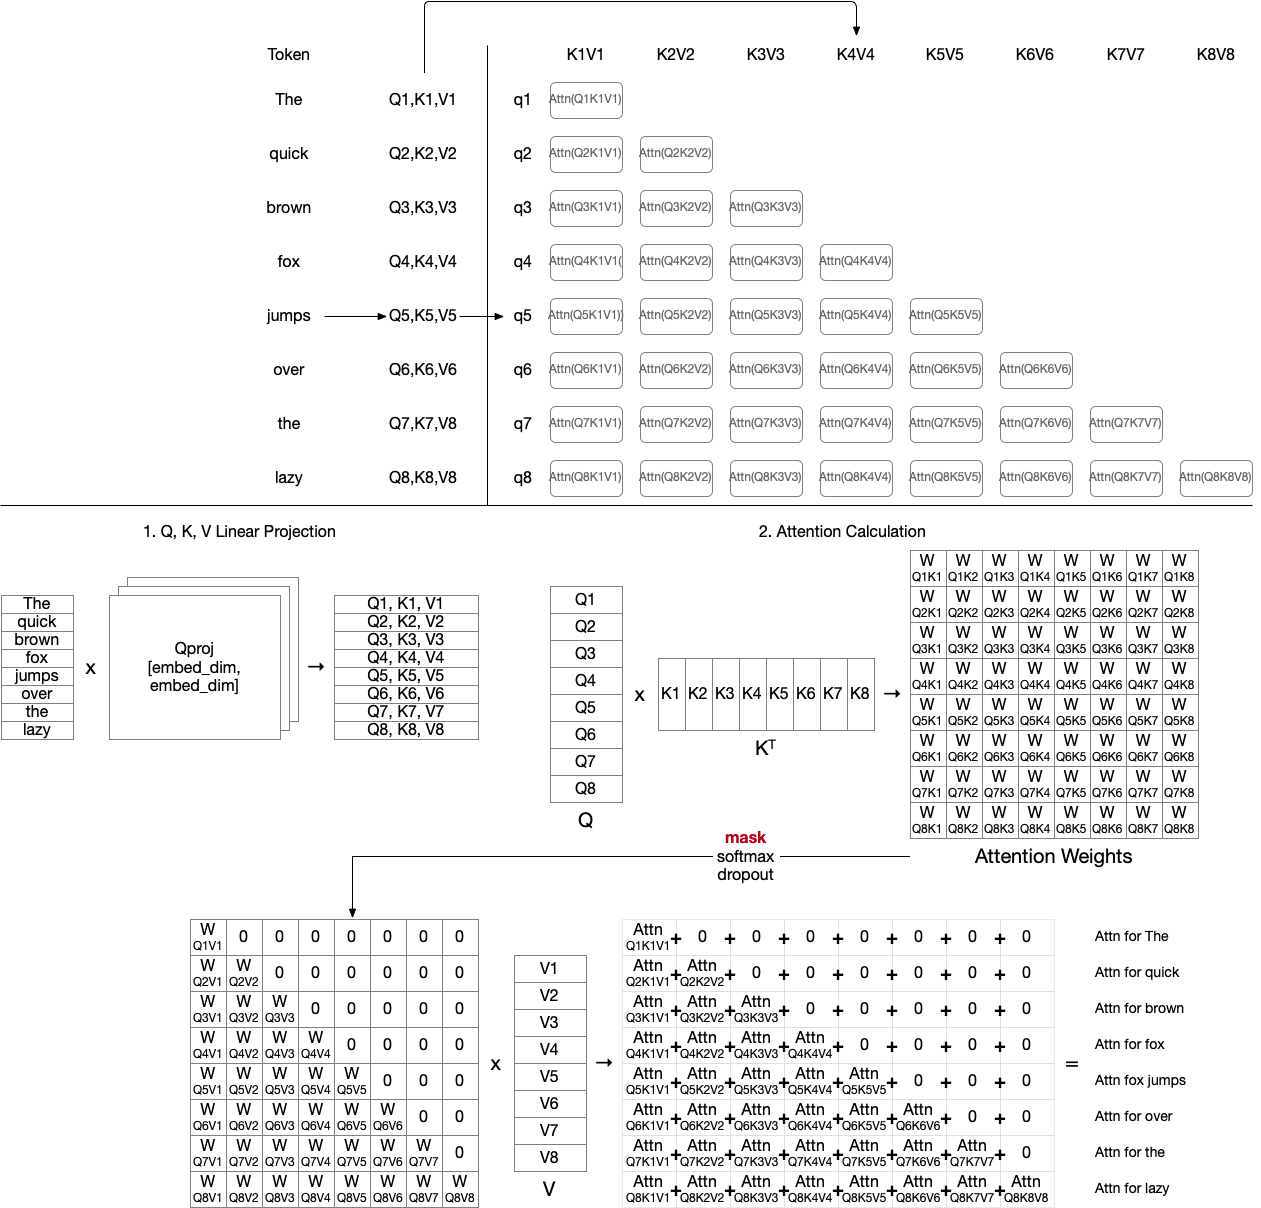 Token K1V1 K2V2 K3V3 K4V4 K5V5 K6V6 K7V7 K8V8
The Q1,K1,V1 q1 Attn(Q1K1V1)
quick Q2,K2,V2 q2 Attn(Q2K1V1) Attn(Q2K2V2)
brown Q3,K3,V3 q3 Attn(Q3K1V1) Attn(Q3K2V2) Attn(Q3K3V3)
fox Q4,K4,V4 q4 Attn(Q4K1V1( Attn(Q4K2V2) Attn(Q4K3V3) Attn(Q4K4V4)
jumps Q5,K5,V5 q5 Attn(Q5K1V1)) Attn(Q5K2V2) Attn(Q5K3V3) Attn(Q5K4V4) Attn(Q5K5V5)
over Q6,K6,V6 q6 Attn(Q6K1V1) Attn(Q6K2V2) Attn(Q6K3V3) Attn(Q6K4V4) Attn(Q6K5V5) Attn(Q6K6V6)
the Q7,K7,V8 q7 Attn(Q7K1V1) Attn(Q7K2V2) Attn(Q7K3V3) Attn(Q7K4V4) Attn(Q7K5V5) Attn(Q7K6V6) Attn(Q7K7V7)
lazy Q8,K8,V8 q8 Attn(Q8K1V1) Attn(Q8K2V2) Attn(Q8K3V3) Attn(Q8K4V4) Attn(Q8K5V5) Attn(Q8K6V6) Attn(Q8K7V7) Attn(Q8K8V8)
1. Q, K, V Linear Projection
The
quick
brown
fox
jumps
over
the
lazy
x
Qproj
[embed_dim,
embed_dim]
→
Q1, K1, V1
Q2, K2, V2
Q3, K3, V3
Q4, K4, V4
Q5, K5, V5
Q6, K6, V6
Q7, K7, V7
Q8, K8, V8
2. Attention Calculation
Q1
Q2
Q3
Q4
Q5
Q6
Q7
Q8
Q
x
K1 K2 K3 K4 K5 K6 K7 K8
Kᵀ
→
W W W W W W W W
Q1K1 Q1K2 Q1K3 Q1K4 Q1K5 Q1K6 Q1K7 Q1K8
W W W W W W W W
Q2K1 Q2K2 Q2K3 Q2K4 Q2K5 Q2K6 Q2K7 Q2K8
W W W W W W W W
Q3K1 Q3K2 Q3K3 Q3K4 Q3K5 Q3K6 Q3K7 Q3K8
W W W W W W W W
Q4K1 Q4K2 Q4K3 Q4K4 Q4K5 Q4K6 Q4K7 Q4K8
W W W W W W W W
Q5K1 Q5K2 Q5K3 Q5K4 Q5K5 Q5K6 Q5K7 Q5K8
W W W W W W W W
Q6K1 Q6K2 Q6K3 Q6K4 Q6K5 Q6K6 Q6K7 Q6K8
W W W W W W W W
Q7K1 Q7K2 Q7K3 Q7K4 Q7K5 Q7K6 Q7K7 Q7K8
W W W W W W W W
Q8K1 Q8K2 Q8K3 Q8K4 Q8K5 Q8K6 Q8K7 Q8K8
Attention Weights
mask
softmax
dropout
W 0 0 0 0 0 0 0
Q1V1
W W 0 0 0 0 0 0
Q2V1 Q2V2
W W W 0 0 0 0 0
Q3V1 Q3V2 Q3V3
W W W W 0 0 0 0
Q4V1 Q4V2 Q4V3 Q4V4
W W W W W 0 0 0
Q5V1 Q5V2 Q5V3 Q5V4 Q5V5
W W W W W W 0 0
Q6V1 Q6V2 Q6V3 Q6V4 Q6V5 Q6V6
W W W W W W W 0
Q7V1 Q7V2 Q7V3 Q7V4 Q7V5 Q7V6 Q7V7
W W W W W W W W
Q8V1 Q8V2 Q8V3 Q8V4 Q8V5 Q8V6 Q8V7 Q8V8
x
V1
V2
V3
V4
V5
V6
V7
V8
V
→
Attn + 0 + 0 + 0 + 0 + 0 + 0 + 0
Q1K1V1
Attn + Attn + 0 + 0 + 0 + 0 + 0 + 0
Q2K1V1 Q2K2V2
Attn + Attn + Attn + 0 + 0 + 0 + 0 + 0
Q3K1V1 Q3K2V2 Q3K3V3
Attn + Attn + Attn + Attn + 0 + 0 + 0 + 0
Q4K1V1 Q4K2V2 Q4K3V3 Q4K4V4
Attn + Attn + Attn + Attn + Attn + 0 + 0 + 0
Q5K1V1 Q5K2V2 Q5K3V3 Q5K4V4 Q5K5V5
Attn + Attn + Attn + Attn + Attn + Attn + 0 + 0
Q6K1V1 Q6K2V2 Q6K3V3 Q6K4V4 Q6K5V5 Q6K6V6
Attn + Attn + Attn + Attn + Attn + Attn + Attn + 0
Q7K1V1 Q7K2V2 Q7K3V3 Q7K4V4 Q7K5V5 Q7K6V6 Q7K7V7
Attn + Attn + Attn + Attn + Attn + Attn + Attn + Attn
Q8K1V1 Q8K2V2 Q8K3V3 Q8K4V4 Q8K5V5 Q8K6V6 Q8K7V7 Q8K8V8
=
Attn for The
Attn for quick
Attn for brown
Attn for fox
Attn fox jumps
Attn for over
Attn for the
Attn for lazy